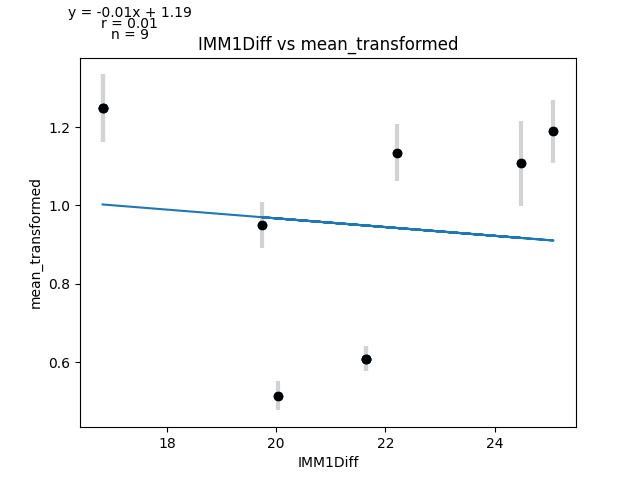 y = -0.01x + 1.19
r = 0.01
n = 9
IMM1Diff vs mean_transformed
mean_transformed
1.2
1.0
0.8
0.6
18
20
22
24
IMM1Diff